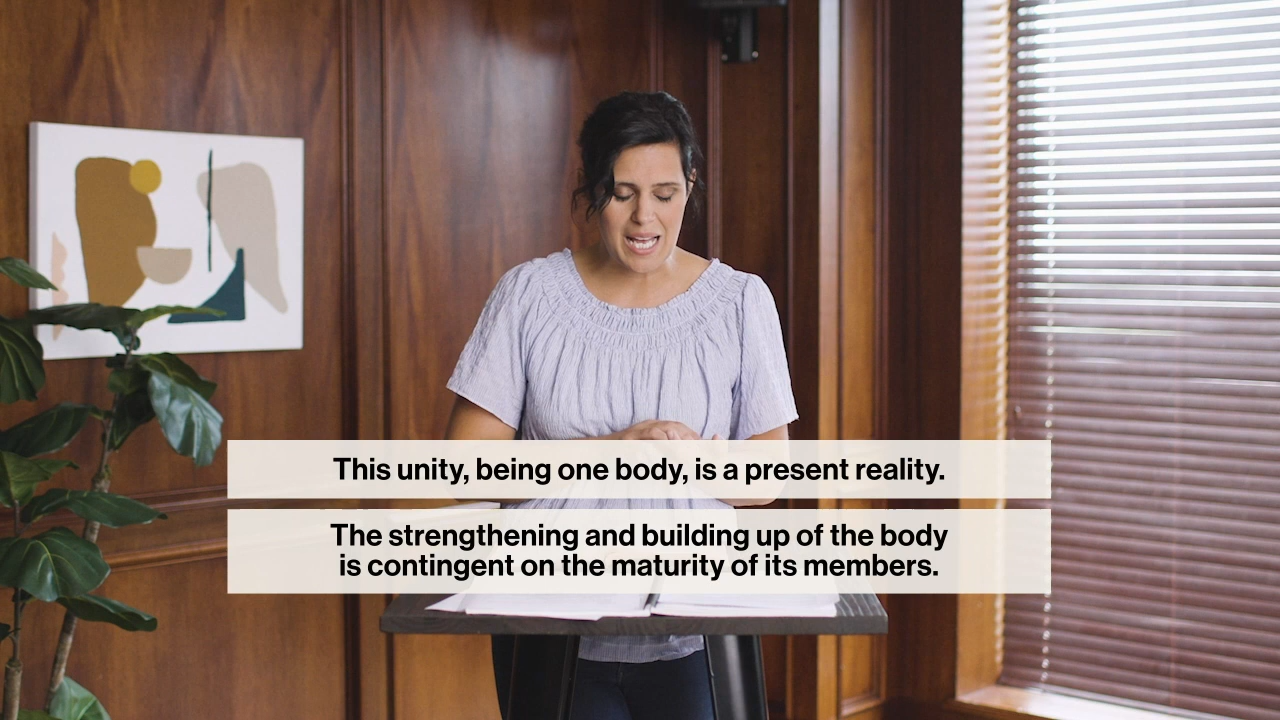 This unity, being one body, is a present reality.
The strengthening and building up of the body
is contingent on the maturity of its members.